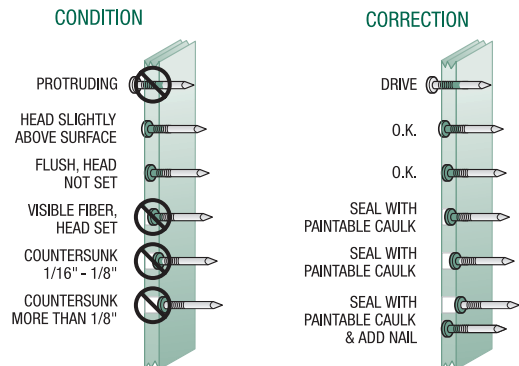 CONDITION
PROTRUDING
HEAD SLIGHTLY
ABOVE SURFACE
FLUSH, HEAD
NOT SET
VISIBLE FIBER,
HEAD SET
COUNTERSUNK
1/16" - 1/8"
COUNTERSUNK
MORE THAN 1/8"
CORRECTION
DRIVE
O.K.
O.K.
SEAL WITH
PAINTABLE CAULK
SEAL WITH
PAINTABLE CAULK
SEAL WITH
PAINTABLE CAULK
& ADD NAIL